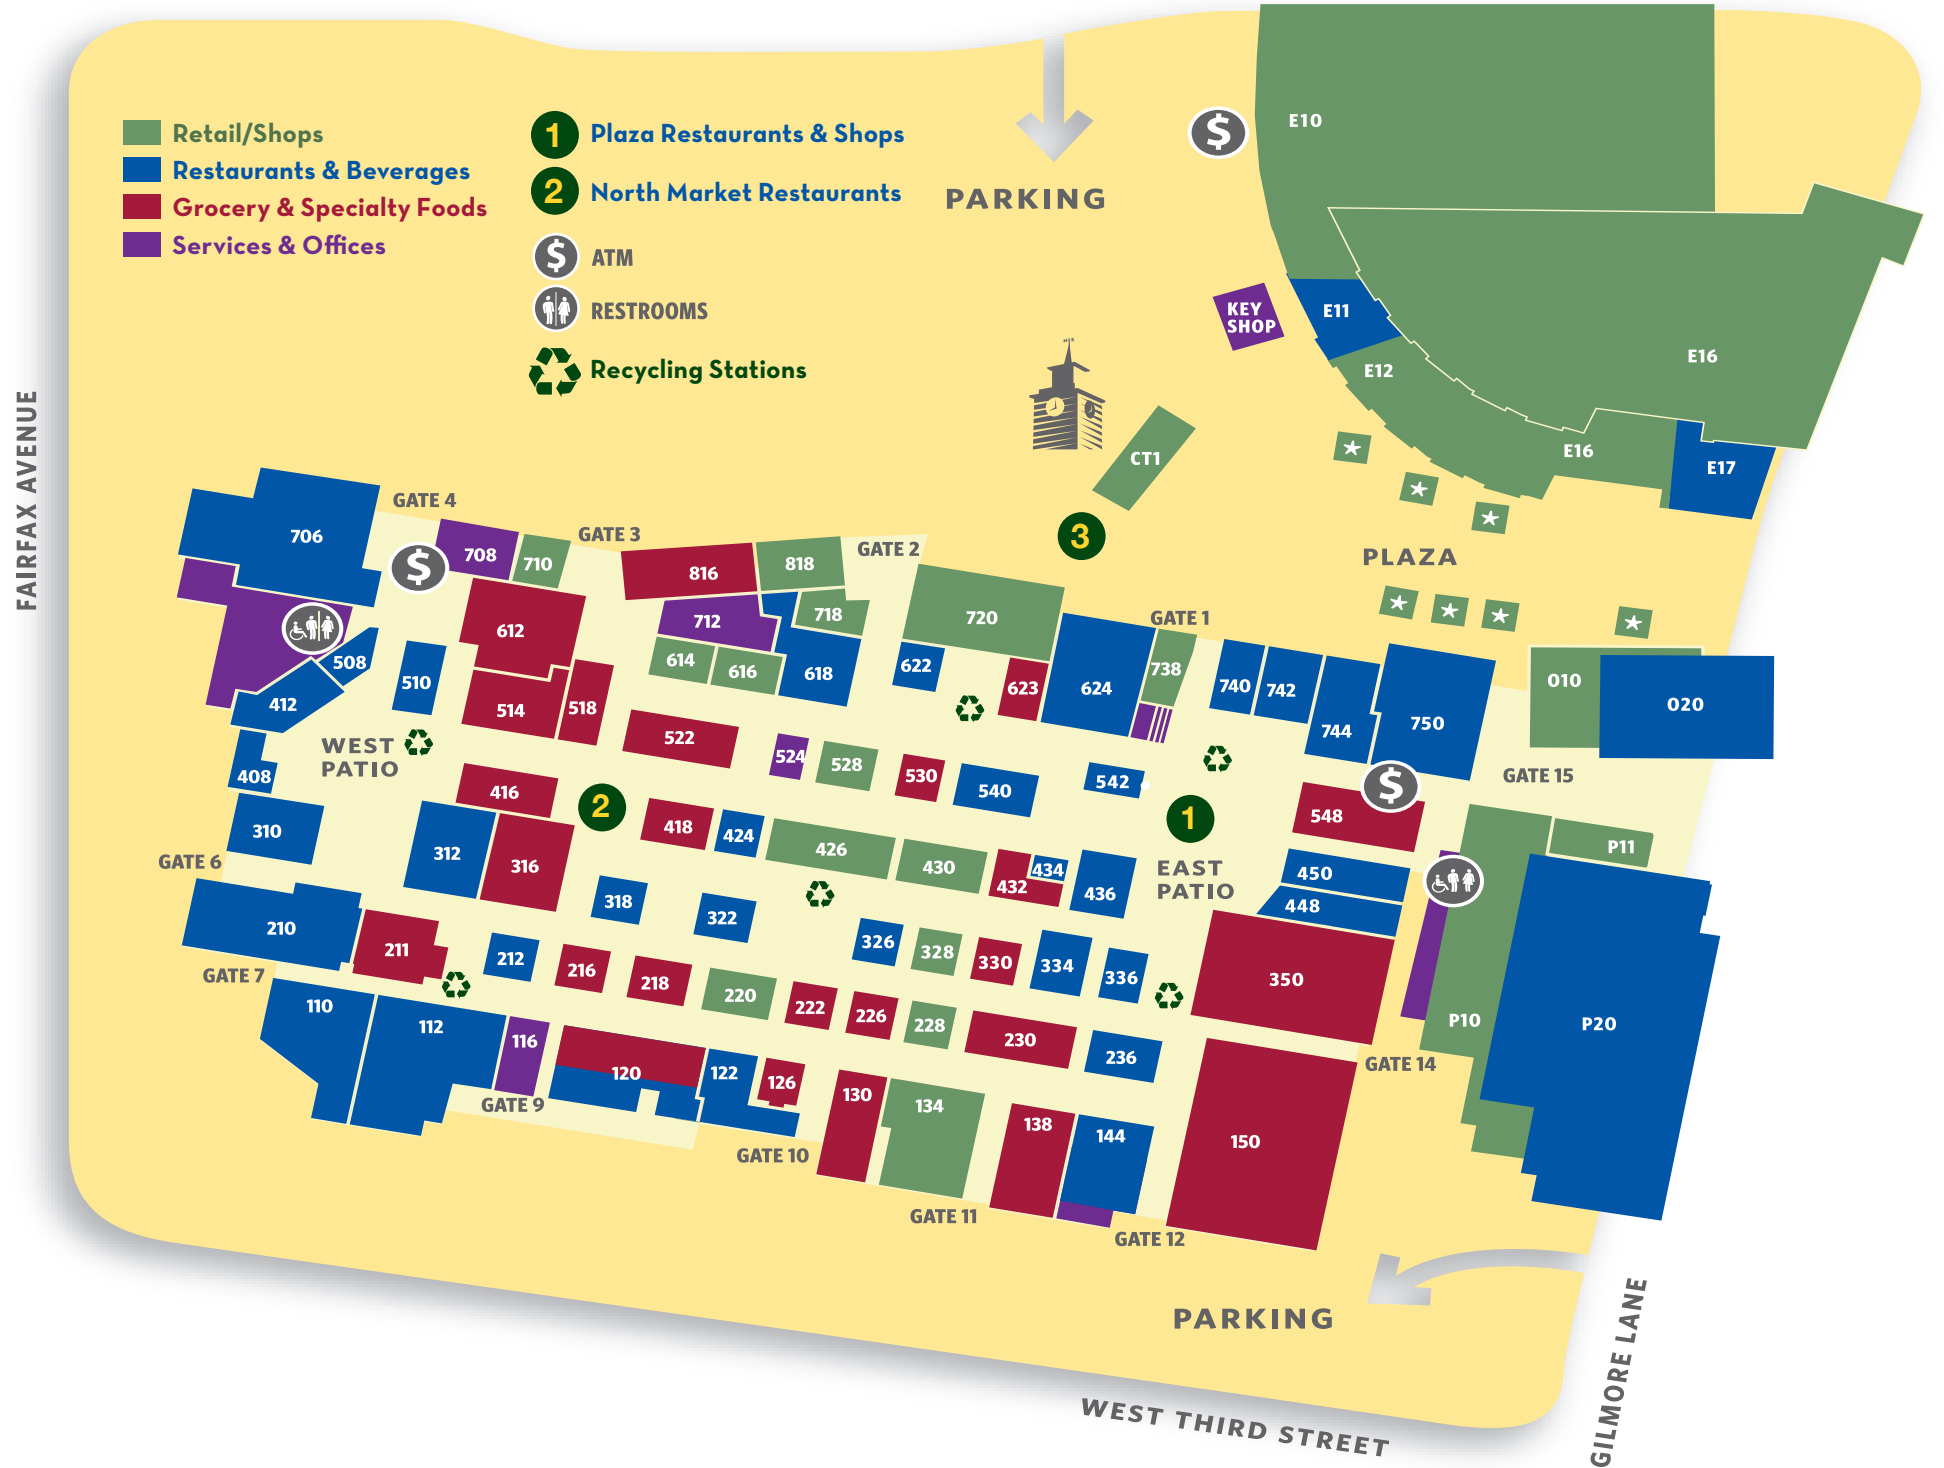 Retail/Shops
Restaurants & Beverages
Grocery & Specialty Foods
Services & Offices
1 Plaza Restaurants & Shops
2 North Market Restaurants
$ ATM
RESTROOMS
Recycling Stations
PARKING
$
E10
KEY
SHOP
E11
E12
E16
E16
E17
CT1
3
PLAZA
FAIRFAX AVENUE
GATE 4
GATE 3
GATE 2
GATE 1
706
$
708
710
816
818
712
718
720
612
614
616
618
622
623
624
738
740
742
744
750
010
020
508
510
412
514
518
522
524
528
530
540
542
$
548
GATE 15
WEST
PATIO
408
416
2
418
424
426
430
432
434
436
1
EAST
PATIO
450
448
P11
310
312
316
318
322
326
328
330
334
336
350
P10
P20
GATE 6
210
211
212
216
218
220
222
226
228
230
236
GATE 14
GATE 7
110
112
116
120
122
126
130
134
138
144
150
GATE 9
GATE 10
GATE 11
GATE 12
PARKING
WEST THIRD STREET
GILMORE LANE